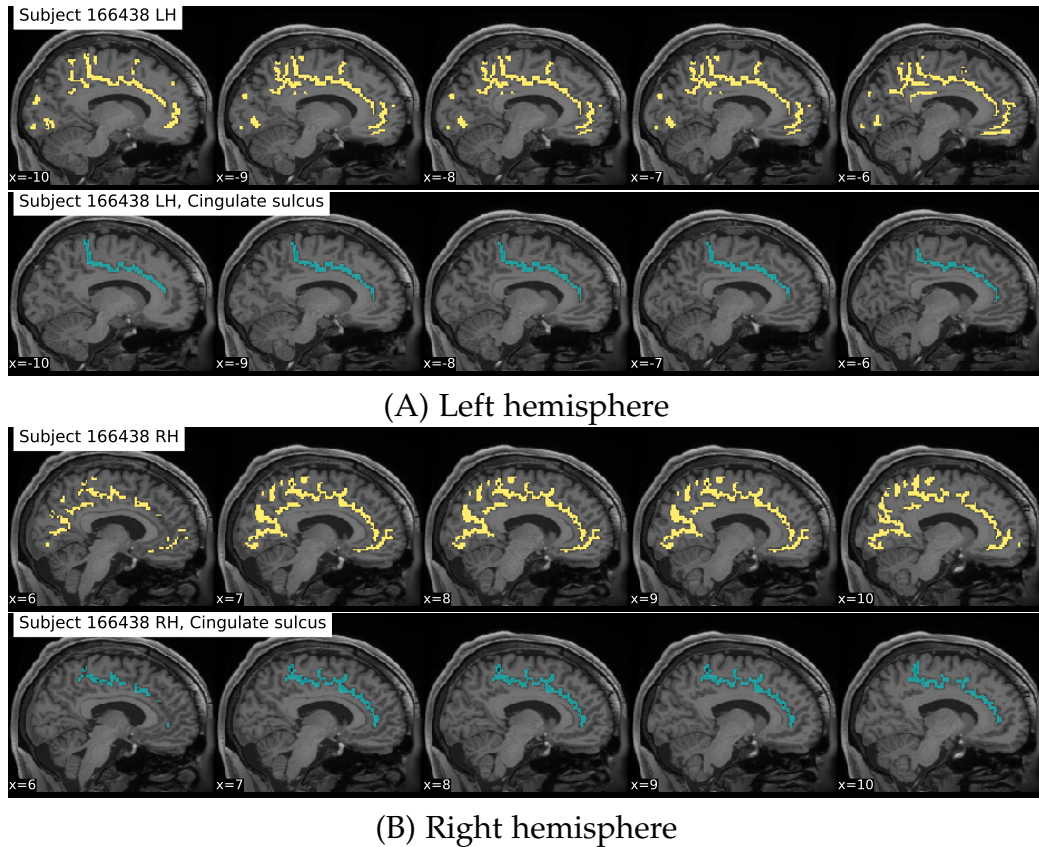 Subject 166438 LH
x=-10 x=-9 x=-8 x=-7 x=-6
Subject 166438 LH, Cingulate sulcus
x=-10 x=-9 x=-8 x=-7 x=-6
(A) Left hemisphere
Subject 166438 RH
x=6 x=7 x=8 x=9 x=10
Subject 166438 RH, Cingulate sulcus
x=6 x=7 x=8 x=9 x=10
(B) Right hemisphere